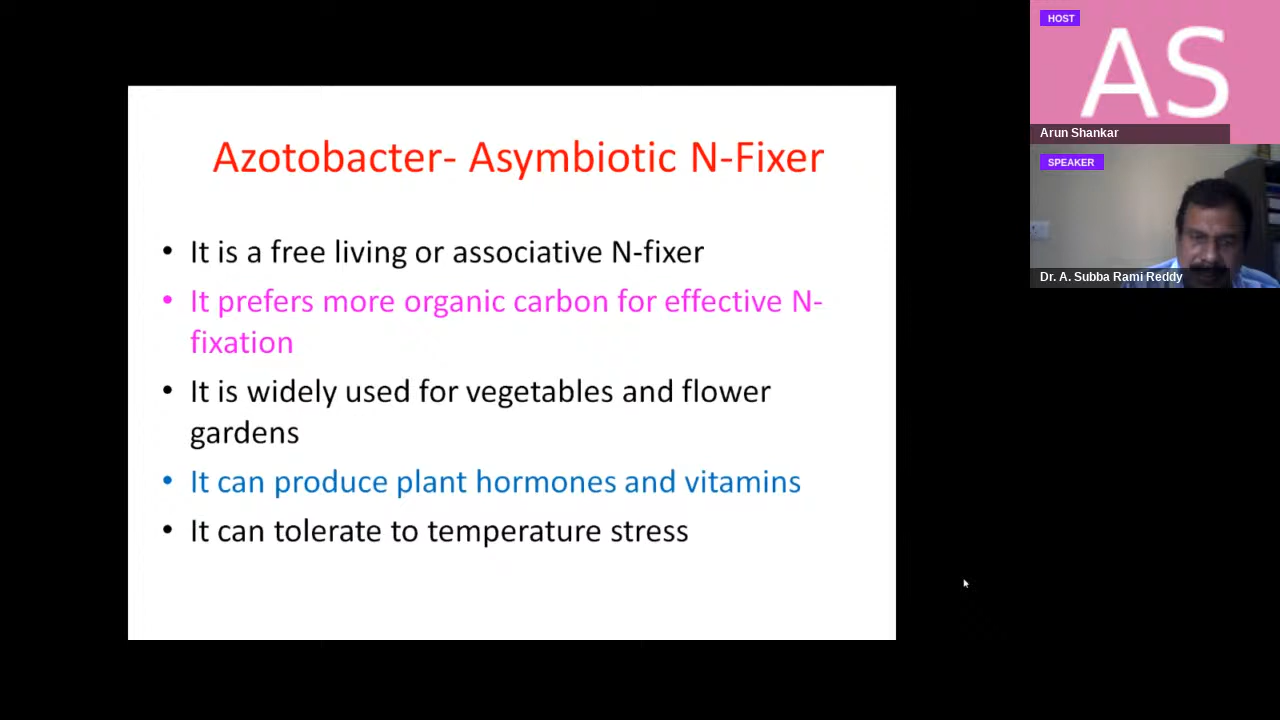 Azotobacter- Asymbiotic N-Fixer
• It is a free living or associative N-fixer
• It prefers more organic carbon for effective N-
fixation
• It is widely used for vegetables and flower
gardens
• It can produce plant hormones and vitamins
• It can tolerate to temperature stress
HOST
AS
Arun Shankar
SPEAKER
Dr. A. Subba Rami Reddy